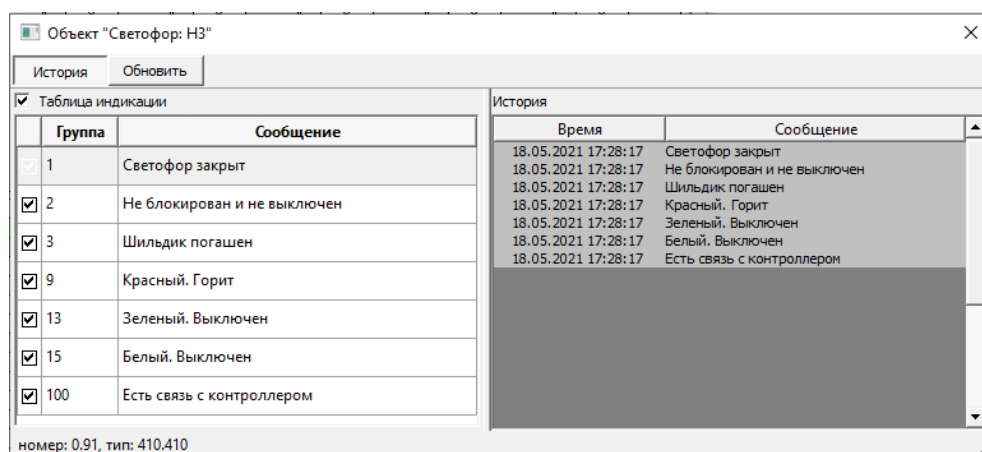 Объект "Светофор: Н3"
История Обновить
Таблица индикации
Группа Сообщение
1 Светофор закрыт
2 Не блокирован и не выключен
3 Шильдик погашен
9 Красный. Горит
13 Зеленый. Выключен
15 Белый. Выключен
100 Есть связь с контроллером
История
Время Сообщение
18.05.2021 17:28:17 Светофор закрыт
18.05.2021 17:28:17 Не блокирован и не выключен
18.05.2021 17:28:17 Шильдик погашен
18.05.2021 17:28:17 Красный. Горит
18.05.2021 17:28:17 Зеленый. Выключен
18.05.2021 17:28:17 Белый. Выключен
18.05.2021 17:28:17 Есть связь с контроллером
номер: 0.91, тип: 410.410